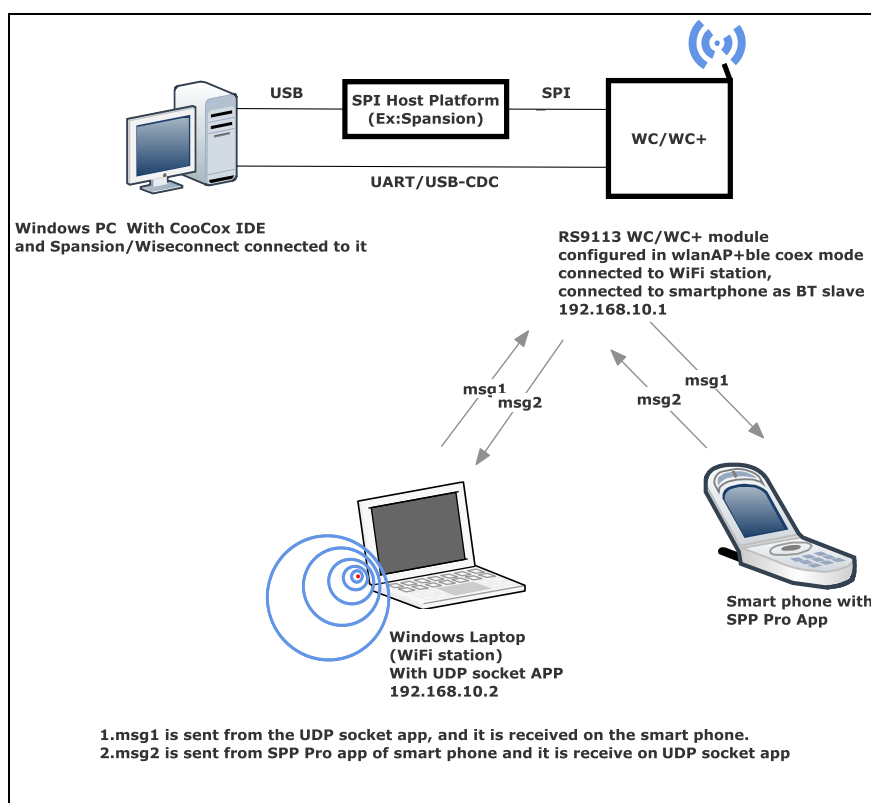 USB
SPI Host Platform
(Ex:Spansion)
SPI
WC/WC+
UART/USB-CDC
Windows PC  With CooCox IDE
and Spansion/Wiseconnect connected to it
RS9113 WC/WC+ module
configured in wlanAP+ble coex mode
connected to WiFi station,
connected to smartphone as BT slave
192.168.10.1
msg1
msg2
msg1
msg2
Windows Laptop
(WiFi station)
With UDP socket APP
192.168.10.2
Smart phone with
SPP Pro App
1.msg1 is sent from the UDP socket app, and it is received on the smart phone.
2.msg2 is sent from SPP Pro app of smart phone and it is receive on UDP socket app